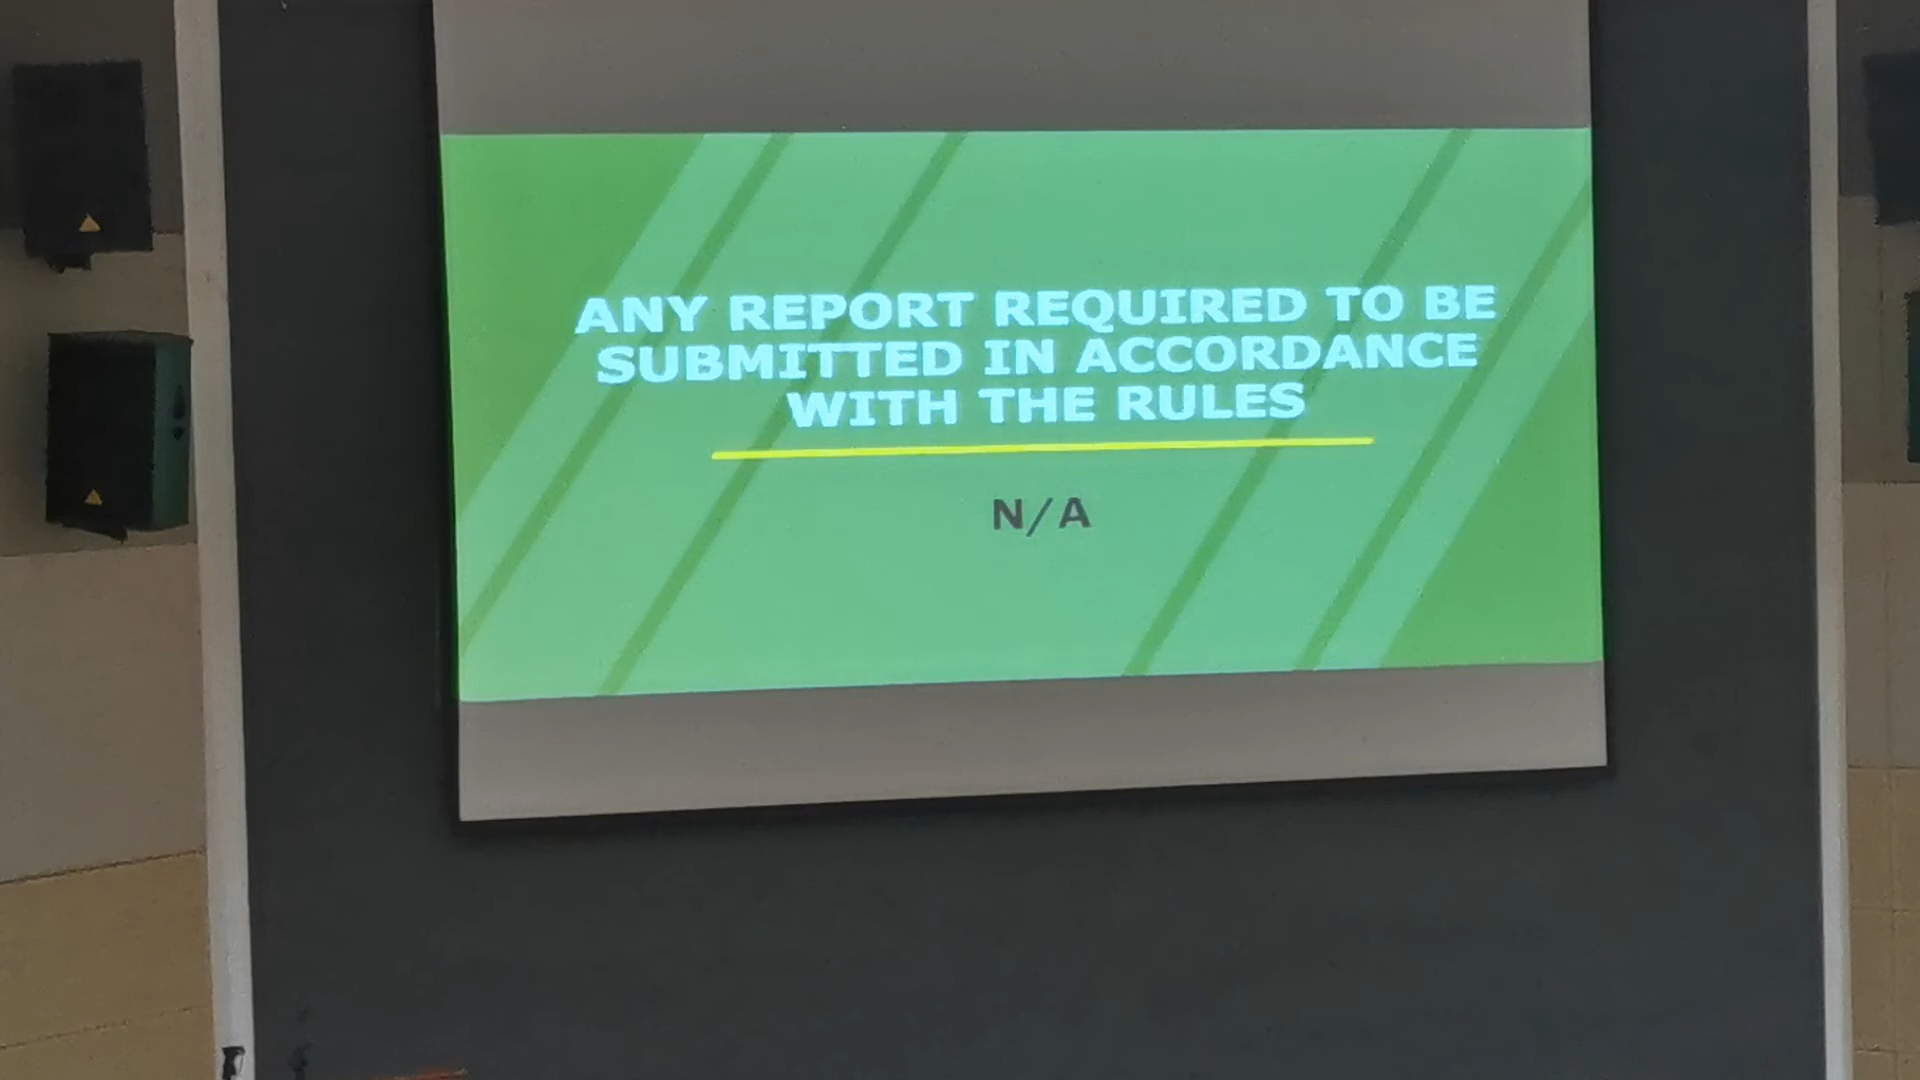 ANY REPORT REQUIRED TO BE
SUBMITTED IN ACCORDANCE
WITH THE RULES
N/A